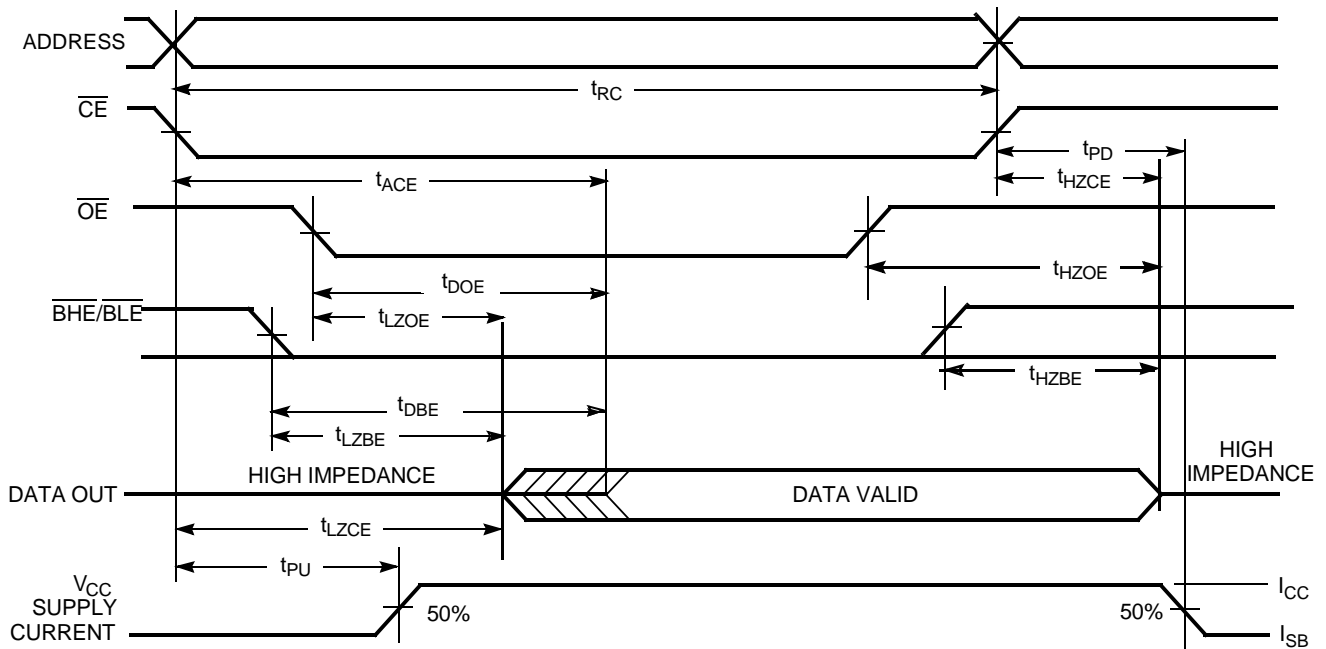 ADDRESS
tRC
CE
tPD
tACE
tHZCE
OE
tHZOE
tDOE
BHE/BLE
tLZOE
tHZBE
tDBE
tLZBE
HIGH IMPEDANCE
HIGH
IMPEDANCE
DATA OUT
DATA VALID
tLZCE
tPU
VCC
SUPPLY
CURRENT
50%
50%
ICC
ISB